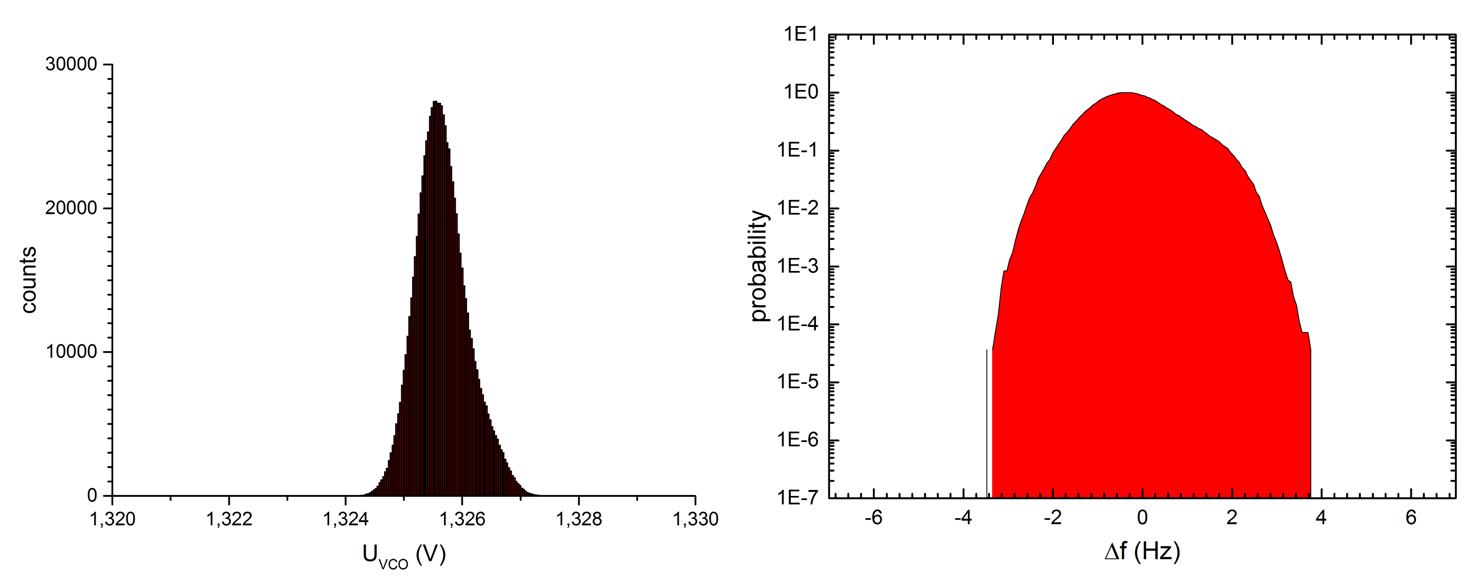 30000
20000
10000
0
counts
1,320 1,322 1,324 1,326 1,328 1,330
U_VCO (V)
1E1
1E0
1E-1
1E-2
1E-3
1E-4
1E-5
1E-6
1E-7
probability
-6 -4 -2 0 2 4 6
Δf (Hz)